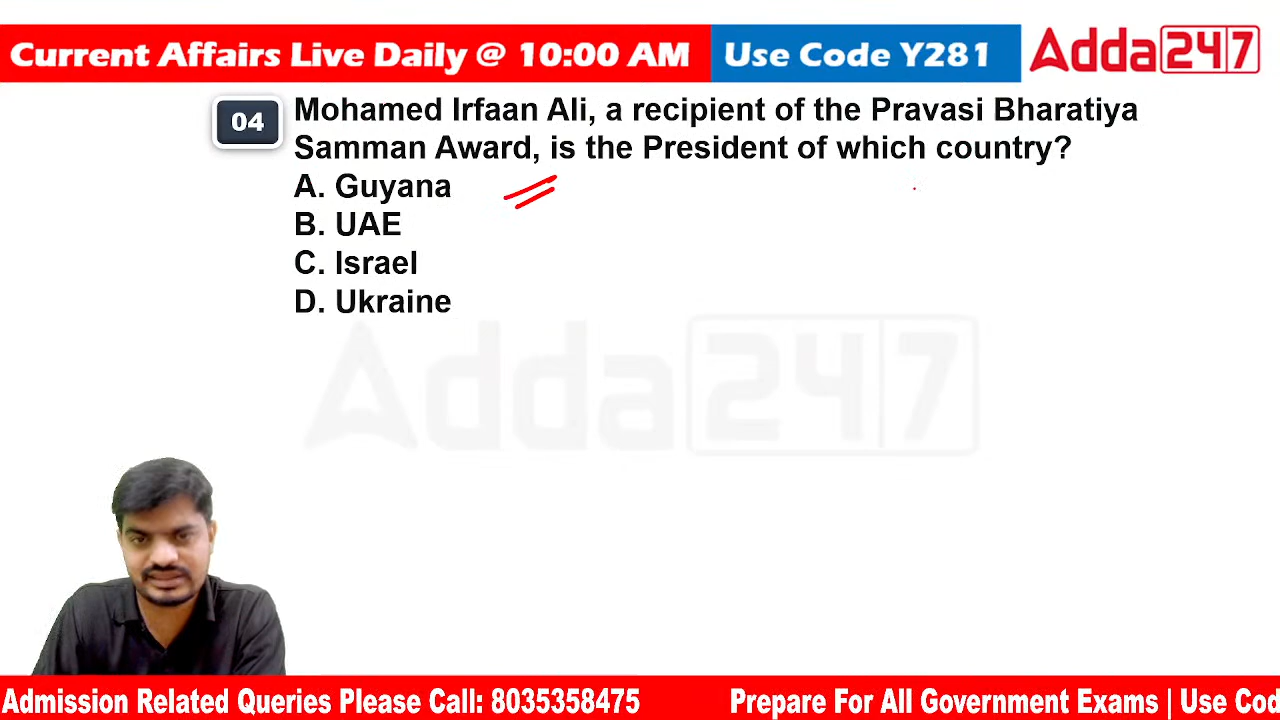 Current Affairs Live Daily @ 10:00 AM
Use Code Y281
Adda247
04
Mohamed Irfaan Ali, a recipient of the Pravasi Bharatiya
Samman Award, is the President of which country?
A. Guyana
B. UAE
C. Israel
D. Ukraine
Adda247
Admission Related Queries Please Call: 8035358475
Prepare For All Government Exams | Use Cod